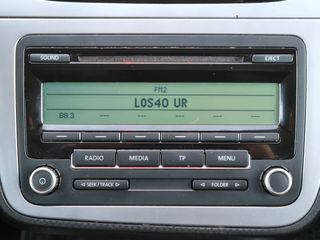 SOUND EJECT
FM2
LOS40 UR
88.3 --- --- --- --- ---
RADIO MEDIA TP MENU
SEEK/TRACK FOLDER